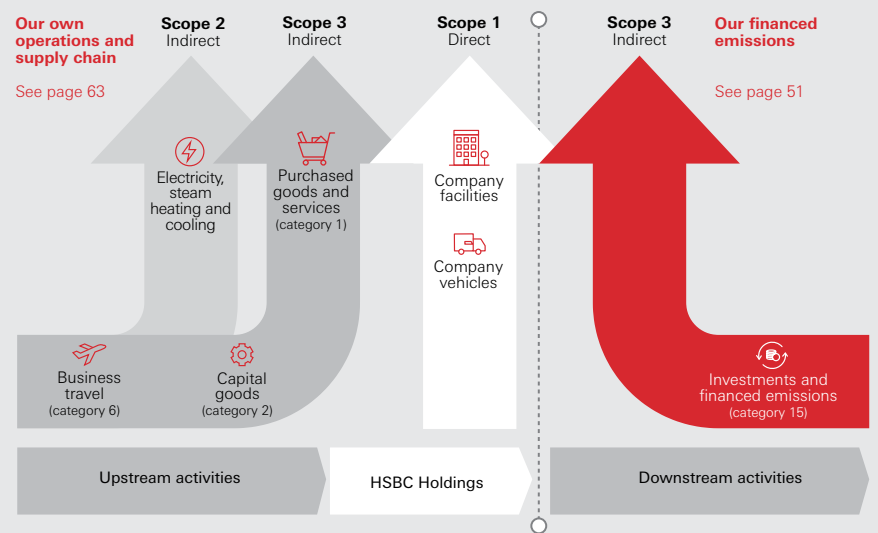 Our own
operations and
supply chain
See page 63
Scope 2
Indirect
Scope 3
Indirect
Scope 1
Direct
Scope 3
Indirect
Our financed
emissions
See page 51
Electricity,
steam
heating and
cooling
Purchased
goods and
services
(category 1)
Company
facilities
Company
vehicles
Business
travel
(category 6)
Capital
goods
(category 2)
Investments and
financed emissions
(category 15)
Upstream activities
HSBC Holdings
Downstream activities